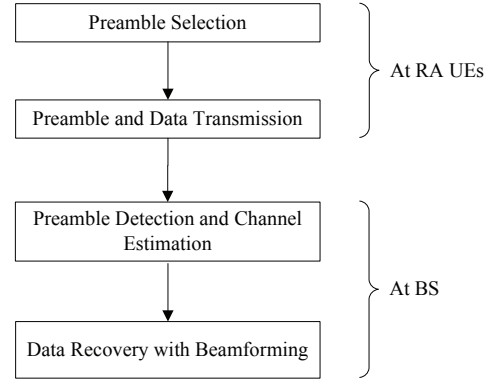 Preamble Selection
At RA UEs
Preamble and Data Transmission
Preamble Detection and Channel
Estimation
At BS
Data Recovery with Beamforming